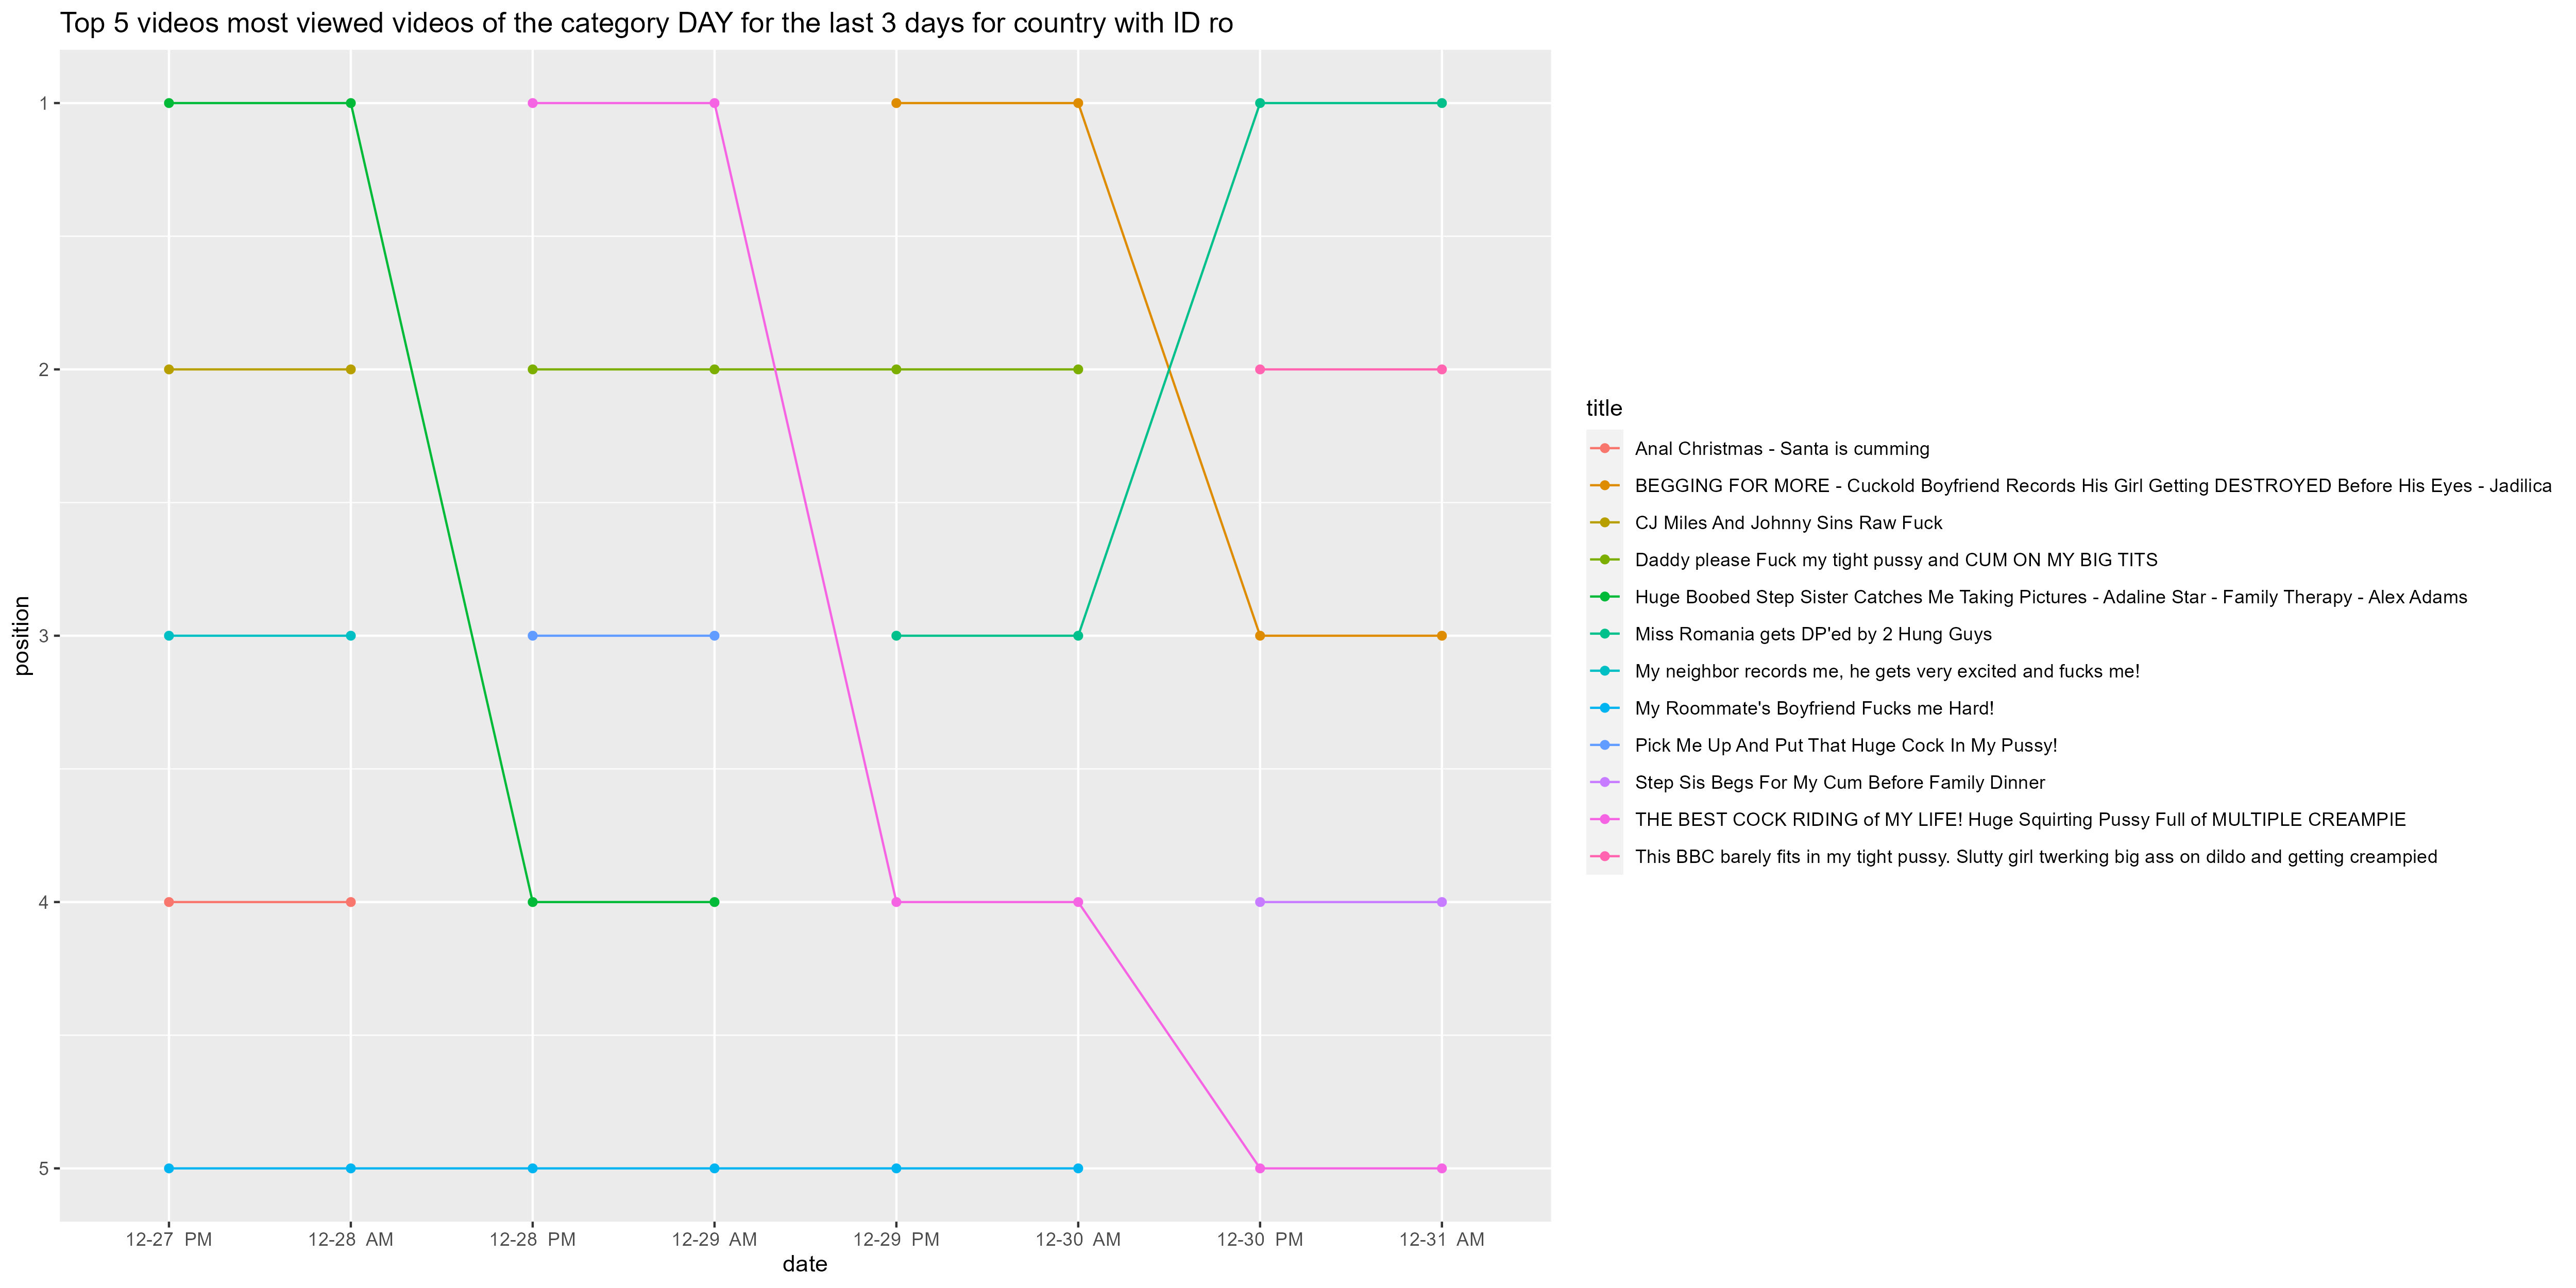 Top 5 videos most viewed videos of the category DAY for the last 3 days for country with ID ro
position
1
2
3
4
5
12-27 PM
12-28 AM
12-28 PM
12-29 AM
12-29 PM
12-30 AM
12-30 PM
12-31 AM
date
title
Anal Christmas - Santa is cumming
BEGGING FOR MORE - Cuckold Boyfriend Records His Girl Getting DESTROYED Before His Eyes - Jadilica
CJ Miles And Johnny Sins Raw Fuck
Daddy please Fuck my tight pussy and CUM ON MY BIG TITS
Huge Boobed Step Sister Catches Me Taking Pictures - Adaline Star - Family Therapy - Alex Adams
Miss Romania gets DP'ed by 2 Hung Guys
My neighbor records me, he gets very excited and fucks me!
My Roommate's Boyfriend Fucks me Hard!
Pick Me Up And Put That Huge Cock In My Pussy!
Step Sis Begs For My Cum Before Family Dinner
THE BEST COCK RIDING of MY LIFE! Huge Squirting Pussy Full of MULTIPLE CREAMPIE
This BBC barely fits in my tight pussy. Slutty girl twerking big ass on dildo and getting creampied